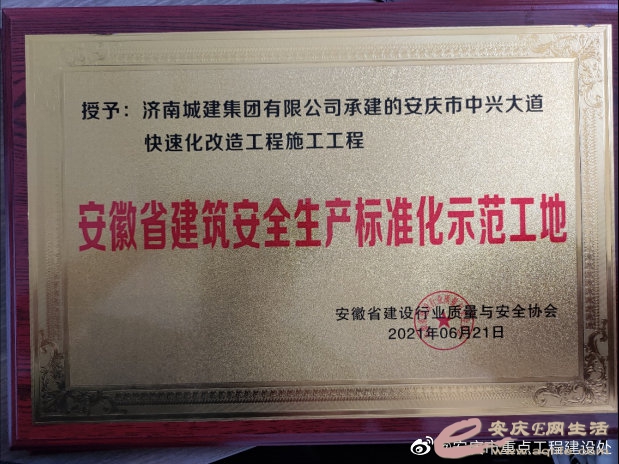 授予：济南城建集团有限公司承建的安庆市中兴大道
快速化改造工程施工工程
安徽省建筑安全生产标准化示范工地
安徽省建设行业质量与安全协会
2021年06月21日
安庆E网生活
@安庆市重点工程建设处